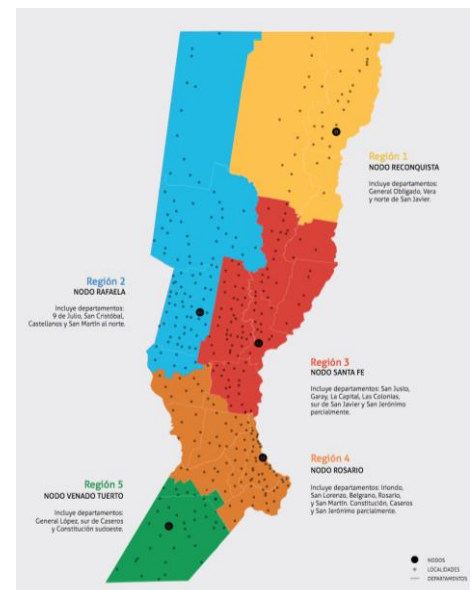 Región 1
NODO RECONQUISTA
Incluye departamentos:
General Obligado, Vera
y norte de San Javier.
Región 2
NODO RAFAELA
Incluye departamentos:
9 de Julio, San Cristóbal,
Castellanos y San Martín al norte.
Región 3
NODO SANTA FE
Incluye departamentos: San Justo,
Garay, La Capital, Las Colonias,
sur de San Javier y San Jerónimo
parcialmente.
Región 4
NODO ROSARIO
Incluye departamentos: Iriondo,
San Lorenzo, Belgrano, Rosario,
y San Martín. Constitución, Caseros
y San Jerónimo parcialmente.
Región 5
NODO VENADO TUERTO
Incluye departamentos:
General López, sur de Caseros
y Constitución sudoeste.
NODOS
LOCALIDADES
DEPARTAMENTOS